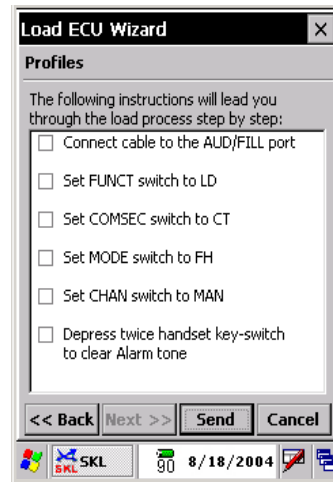 Load ECU Wizard
Profiles
The following instructions will lead you
through the load process step by step:
Connect cable to the AUD/FILL port
Set FUNCT switch to LD
Set COMSEC switch to CT
Set MODE switch to FH
Set CHAN switch to MAN
Depress twice handset key-switch
to clear Alarm tone
<< Back Next >> Send Cancel
SKL SKL 90 8/18/2004